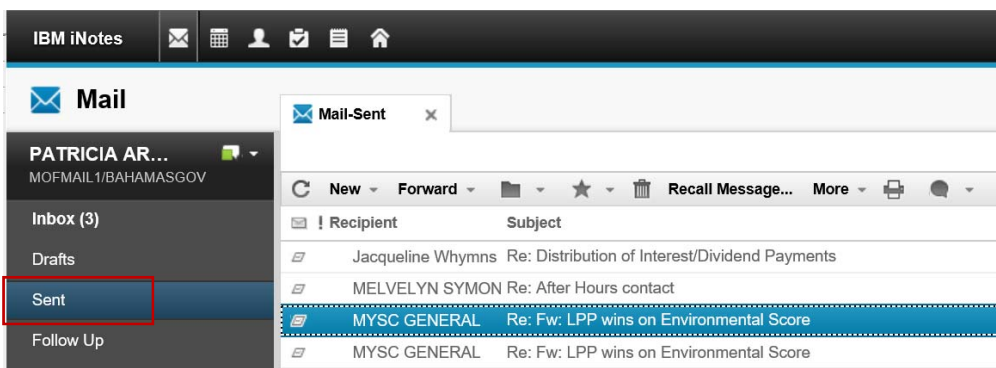 IBM iNotes
Mail
Mail-Sent
PATRICIA AR...
MOFMAIL1/BAHAMASGOV
New Forward Recall Message... More
Inbox (3)
! Recipient Subject
Drafts
Jacqueline Whymns Re: Distribution of Interest/Dividend Payments
Sent
MELVELYN SYMON Re: After Hours contact
MYSC GENERAL Re: Fw: LPP wins on Environmental Score
Follow Up
MYSC GENERAL Re: Fw: LPP wins on Environmental Score